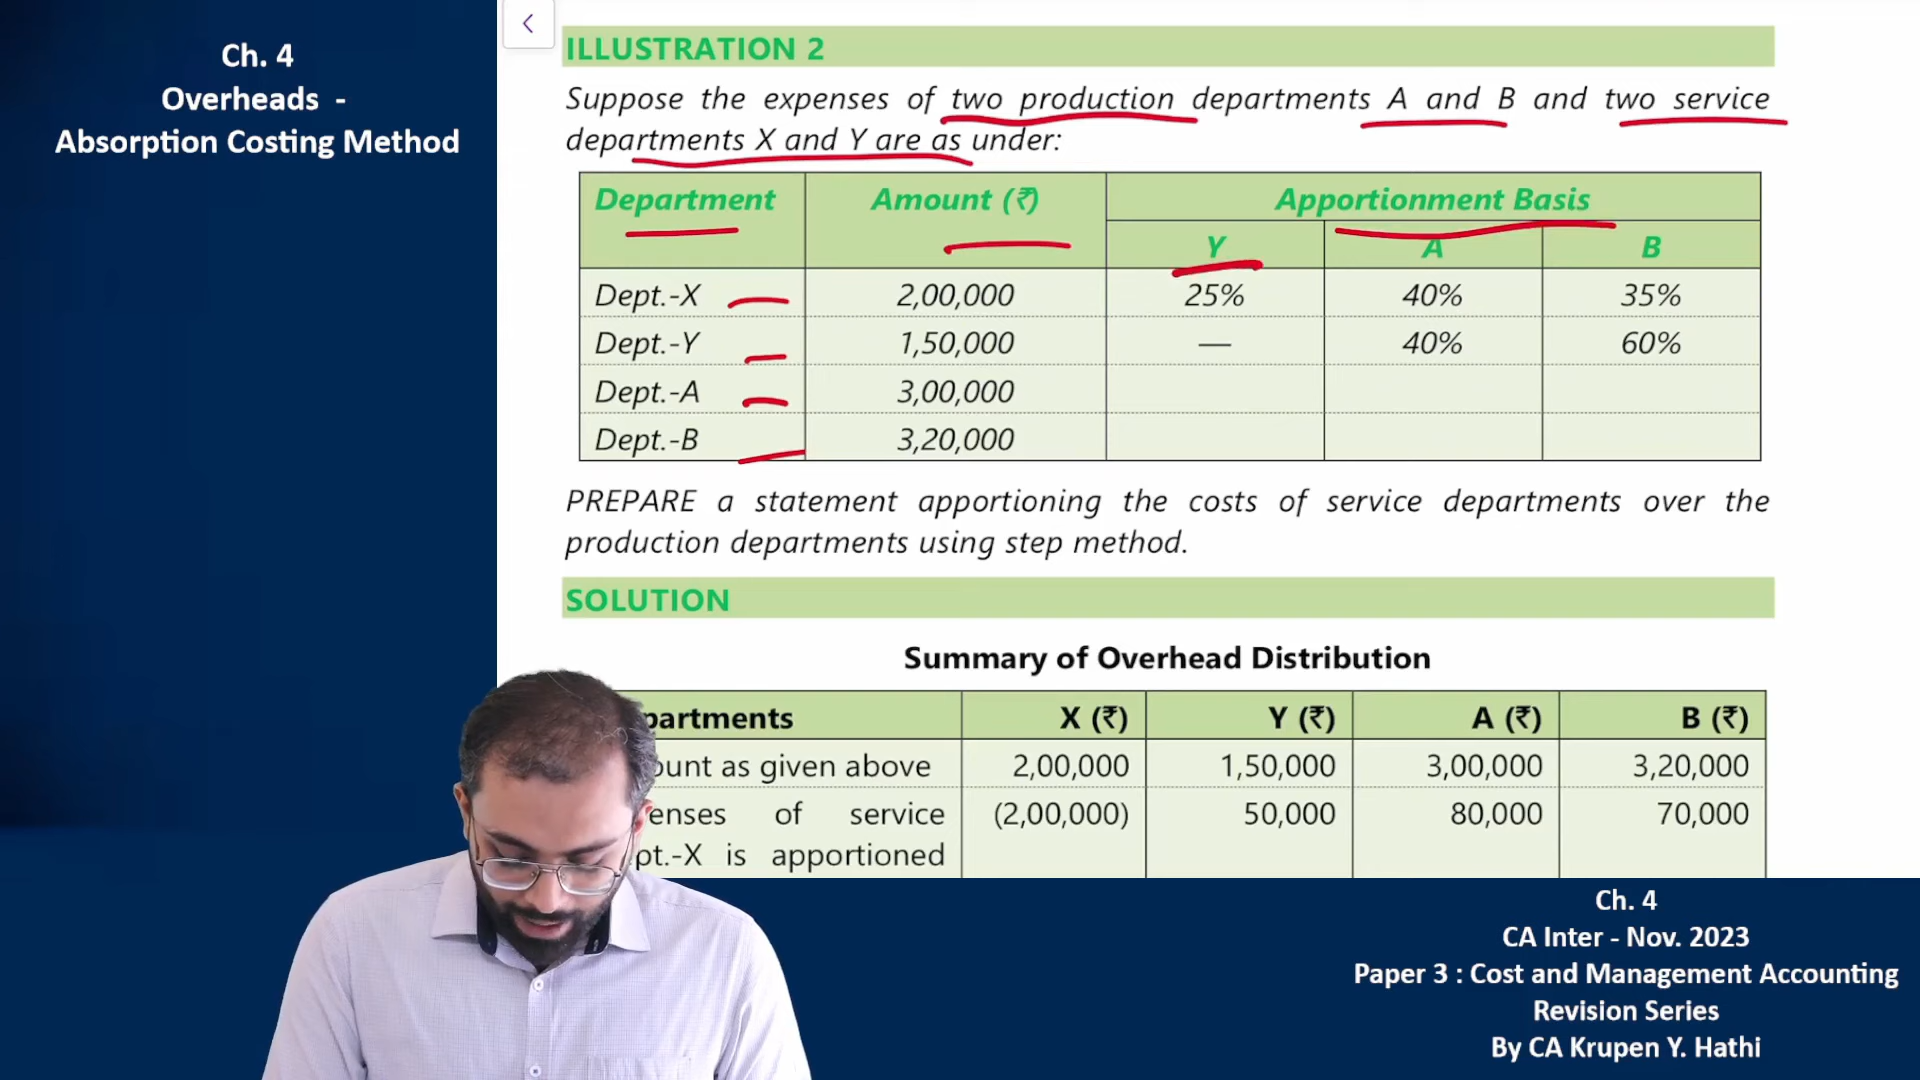 Ch. 4
Overheads -
Absorption Costing Method
ILLUSTRATION 2
Suppose the expenses of two production departments A and B and two service
departments X and Y are as under:
Department Amount (₹) Apportionment Basis
Y A B
Dept.-X 2,00,000 25% 40% 35%
Dept.-Y 1,50,000 — 40% 60%
Dept.-A 3,00,000
Dept.-B 3,20,000
PREPARE a statement apportioning the costs of service departments over the
production departments using step method.
SOLUTION
Summary of Overhead Distribution
partments X (₹) Y (₹) A (₹) B (₹)
ount as given above 2,00,000 1,50,000 3,00,000 3,20,000
enses of service (2,00,000) 50,000 80,000 70,000
pt.-X is apportioned
Ch. 4
CA Inter - Nov. 2023
Paper 3 : Cost and Management Accounting
Revision Series
By CA Krupen Y. Hathi